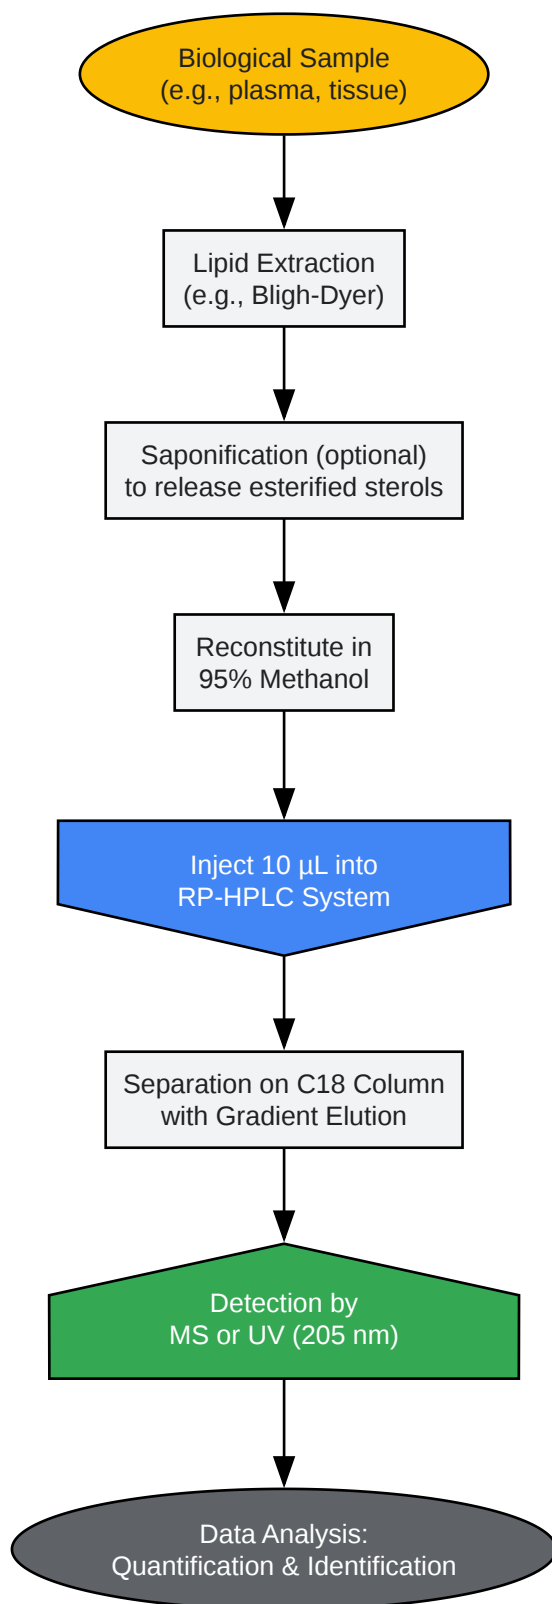 Biological Sample
(e.g., plasma, tissue)
Lipid Extraction
(e.g., Bligh-Dyer)
Saponification (optional)
to release esterified sterols
Reconstitute in
95% Methanol
Inject 10 µL into
RP-HPLC System
Separation on C18 Column
with Gradient Elution
Detection by
MS or UV (205 nm)
Data Analysis:
Quantification & Identification